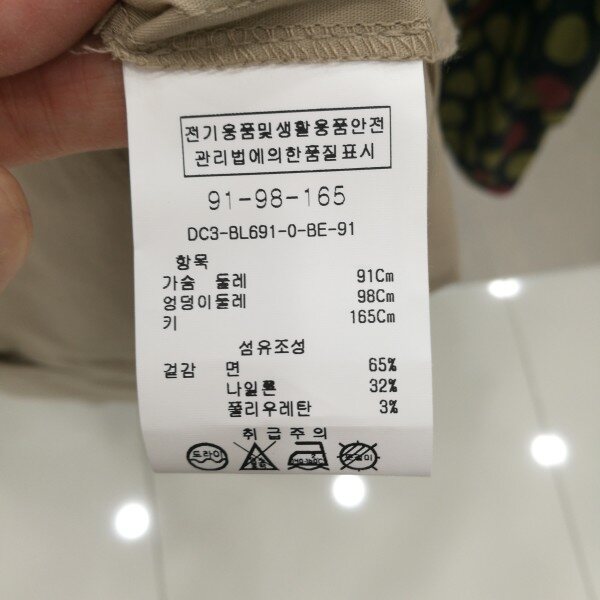 전기용품및생활용품안전
관리법에의한품질표시
91-98-165
DC3-BL691-0-BE-91
항목
가슴 둘레 91Cm
엉덩이둘레 98Cm
키 165Cm
섬유조성
겉감 면 65%
나일론 32%
폴리우레탄 3%
취급주의
드라이